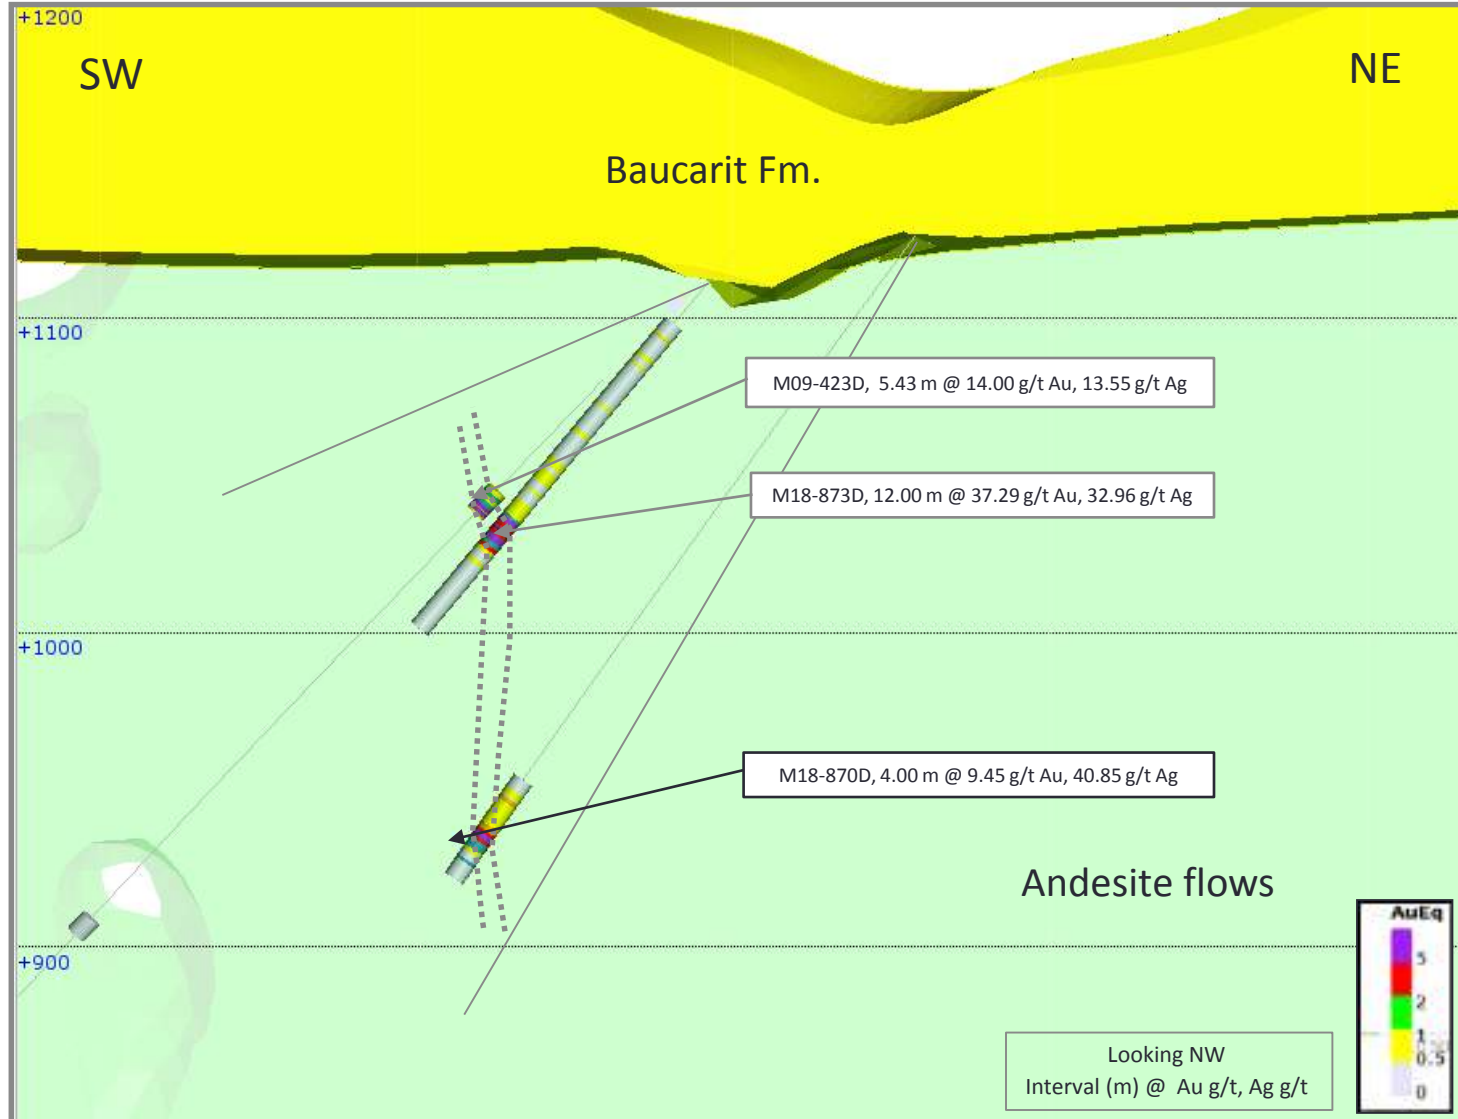 +1200
SW
NE
Baucarit Fm.
+1100
M09-423D, 5.43 m @ 14.00 g/t Au, 13.55 g/t Ag
M18-873D, 12.00 m @ 37.29 g/t Au, 32.96 g/t Ag
+1000
M18-870D, 4.00 m @ 9.45 g/t Au, 40.85 g/t Ag
Andesite flows
+900
AuEq
5
2
1
0.5
0
Looking NW
Interval (m) @ Au g/t, Ag g/t